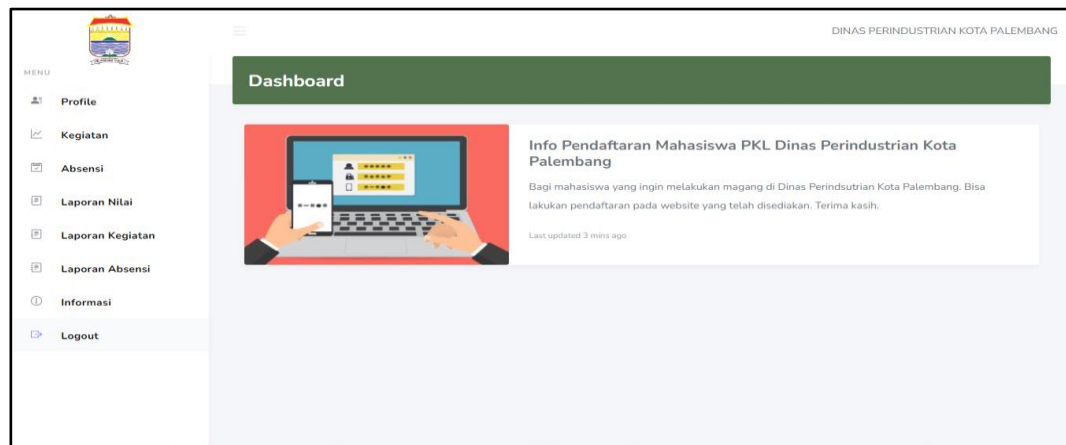 DINAS PERINDUSTRIAN KOTA PALEMBANG
MENU
Profile
Kegiatan
Absensi
Laporan Nilai
Laporan Kegiatan
Laporan Absensi
Informasi
Logout
Dashboard
Info Pendaftaran Mahasiswa PKL Dinas Perindustrian Kota
Palembang
Bagi mahasiswa yang ingin melakukan magang di Dinas Perindsutrian Kota Palembang. Bisa
lakukan pendaftaran pada website yang telah disediakan. Terima kasih.
Last updated 3 mins ago